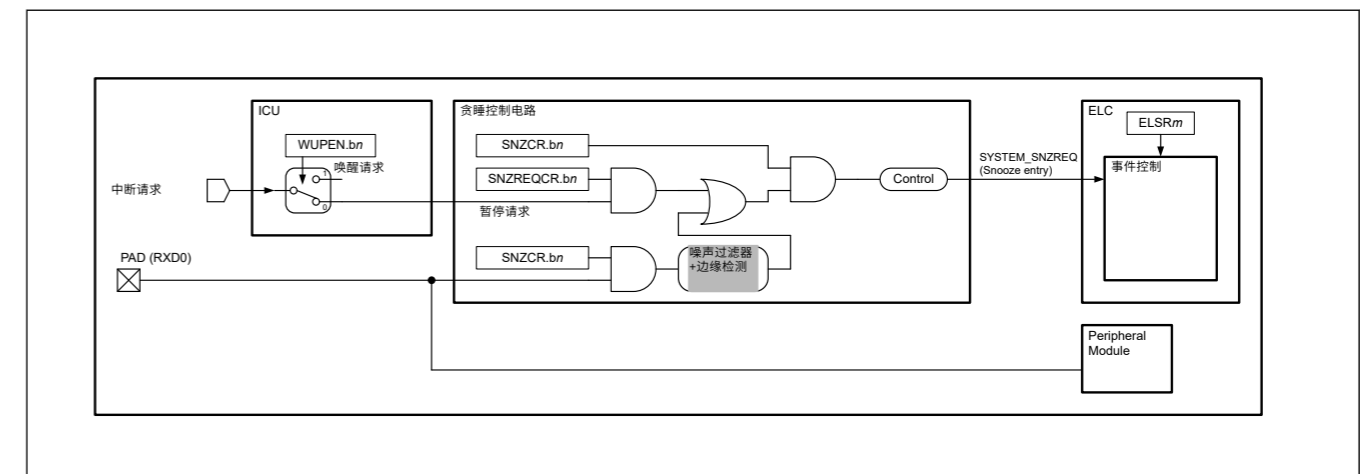 ICU
WUPEN.bn
唤醒请求
1
0
中断请求
PAD (RXD0)
贪睡控制电路
SNZCR.bn
SNZREQCR.bn
暂停请求
SNZCR.bn
噪声过滤器
+边缘检测
Control
SYSTEM_SNZREQ
(Snooze entry)
ELC
ELSRm
事件控制
Peripheral
Module